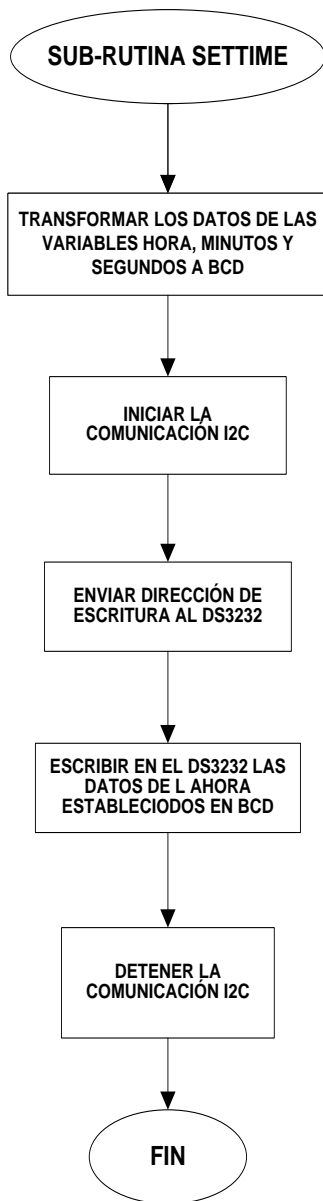 SUB-RUTINA SETTIME
TRANSFORMAR LOS DATOS DE LAS
VARIABLES HORA, MINUTOS Y
SEGUNDOS A BCD
INICIAR LA
COMUNICACIÓN I2C
ENVIAR DIRECCIÓN DE
ESCRITURA AL DS3232
ESCRIBIR EN EL DS3232 LAS
DATOS DE L AHORA
ESTABLECIODOS EN BCD
DETENER LA
COMUNICACIÓN I2C
FIN